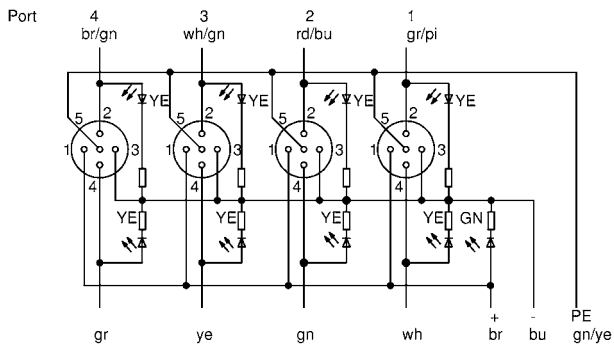 Port 4 3 2 1
br/gn wh/gn rd/bu gr/pi
YE YE YE YE
5 2 5 2 5 2 5 2
1 3 1 3 1 3 1 3
4 4 4 4
YE YE YE YE GN
+ - PE
gr ye gn wh br bu gn/ye